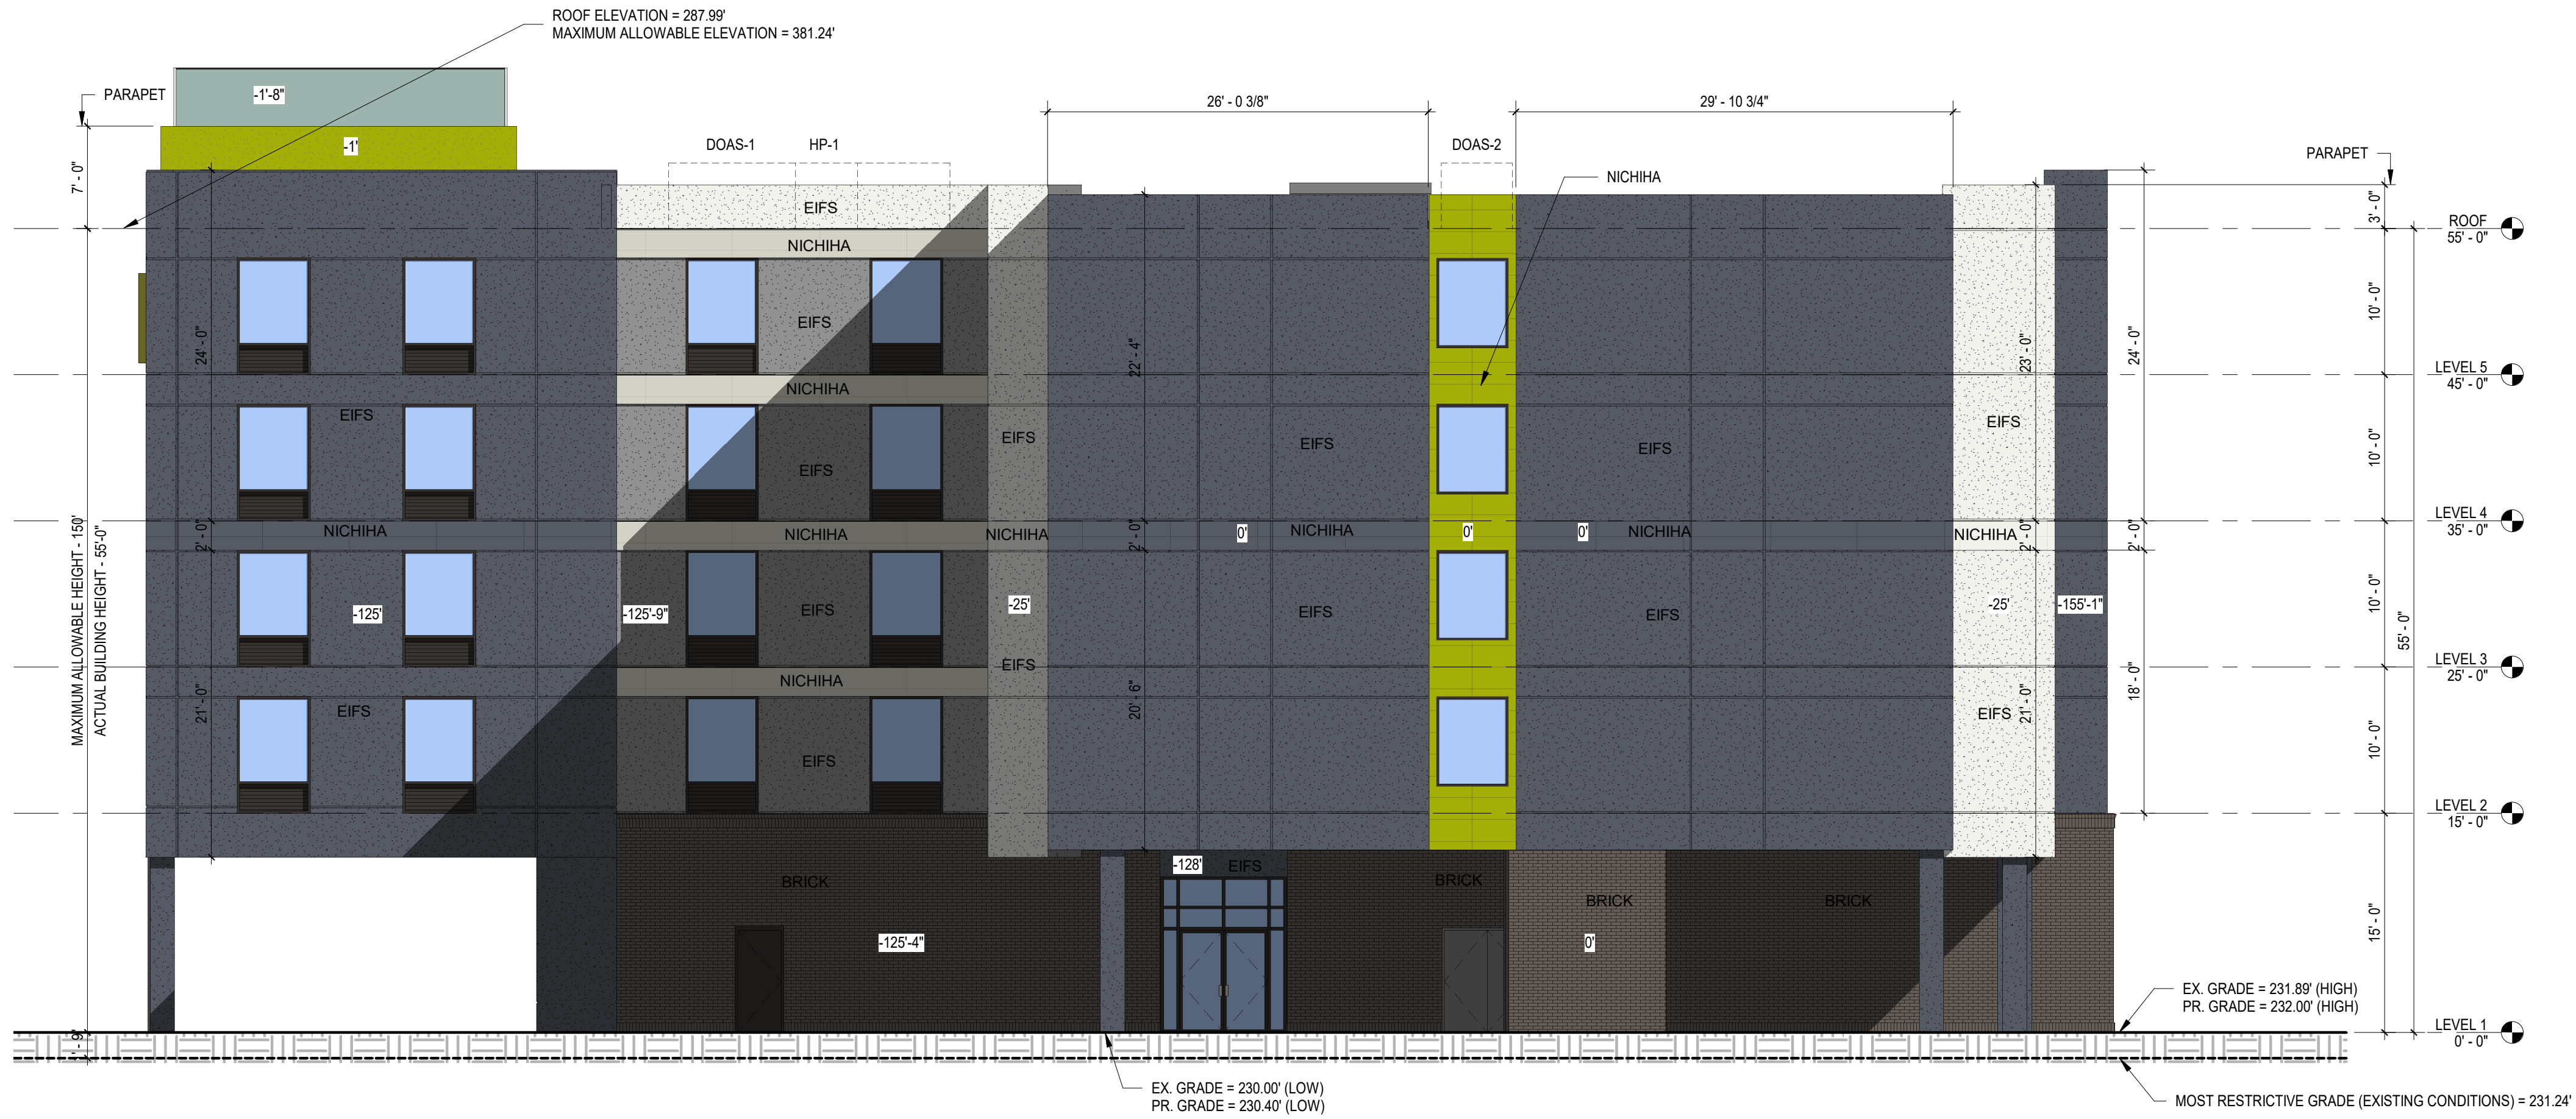 ROOF ELEVATION = 287.99'
MAXIMUM ALLOWABLE ELEVATION = 381.24'
PARAPET
-1'-8"
-1'
7' - 0"
DOAS-1
HP-1
26' - 0 3/8"
DOAS-2
29' - 10 3/4"
NICHIHA
PARAPET
3' - 0"
ROOF
55' - 0"
EIFS
NICHIHA
EIFS
24' - 0"
22' - 4"
23' - 0"
24' - 0"
10' - 0"
LEVEL 5
45' - 0"
NICHIHA
EIFS
EIFS
EIFS
EIFS
EIFS
EIFS
10' - 0"
LEVEL 4
35' - 0"
NICHIHA
2' - 0"
NICHIHA
NICHIHA
2' - 0"
0'
NICHIHA
0'
0'
NICHIHA
NICHIHA
2' - 0"
2' - 0"
MAXIMUM ALLOWABLE HEIGHT - 150'
ACTUAL BUILDING HEIGHT - 55'-0"
-125'
-125'-9"
EIFS
-25'
EIFS
EIFS
-25'
-155'-1"
10' - 0"
55' - 0"
LEVEL 3
25' - 0"
EIFS
NICHIHA
21' - 0"
EIFS
EIFS
20' - 6"
EIFS
21' - 0"
18' - 0"
10' - 0"
LEVEL 2
15' - 0"
BRICK
-128'
EIFS
BRICK
BRICK
BRICK
-125'-4"
0'
15' - 0"
EX. GRADE = 231.89' (HIGH)
PR. GRADE = 232.00' (HIGH)
LEVEL 1
0' - 0"
EX. GRADE = 230.00' (LOW)
PR. GRADE = 230.40' (LOW)
MOST RESTRICTIVE GRADE (EXISTING CONDITIONS) = 231.24'